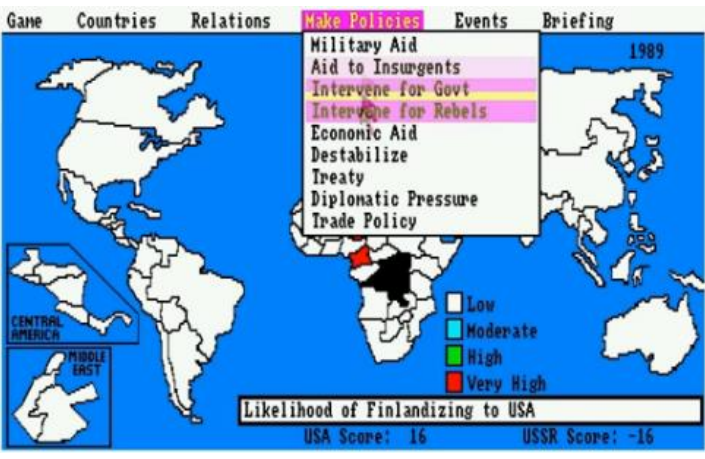 Game Countries Relations Make Policies Events Briefing
Military Aid
Aid to Insurgents
Intervene for Govt
Intervene for Rebels
Economic Aid
Destabilize
Treaty
Diplomatic Pressure
Trade Policy
1989
CENTRAL
AMERICA
MIDDLE
EAST
Low
Moderate
High
Very High
Likelihood of Finlandizing to USA
USA Score: 16 USSR Score: -16